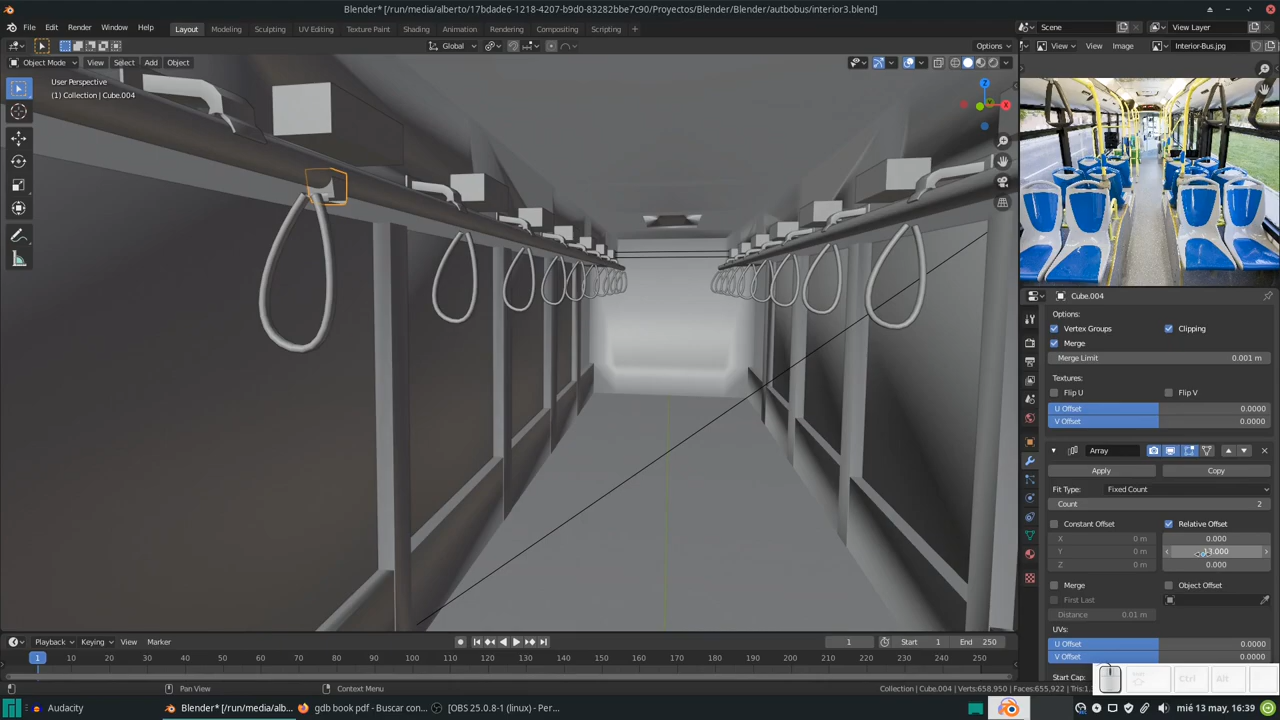 Blender* [/run/media/alberto/17bdade6-1218-4207-b9d0-83282bbe7c90/Proyectos/Blender/Blender/autbobus/interior3.blend]
File Edit Render Window Help Layout Modeling Sculpting UV Editing Texture Paint Shading Animation Rendering Compositing Scripting + Scene View Layer
Global Options View View Image Interior-Bus.jpg
Object Mode View Select Add Object
User Perspective
(1) Collection | Cube.004
Z
X
Cube.004
Options:
Vertex Groups Clipping
Merge
Merge Limit 0.001 m
Textures:
Flip U Flip V
U Offset 0.0000
V Offset 0.0000
Array
Apply Copy
Fit Type: Fixed Count
Count 2
Constant Offset Relative Offset
X 0 m 0.000
Y 0 m 13.000
Z 0 m 0.000
Merge Object Offset
First Last
Distance 0.01 m
UVs:
U Offset 0.0000
V Offset 0.0000
Start Cap:
Playback Keying View Marker 1 Start 1 End 250
1 10 20 30 40 50 60 70 80 90 100 110 120 130 140 150 160 170 180 190 200 210 220 230 240 250
Ctrl Alt
Pan View Context Menu Collection | Cube.004 | Verts:658,950 | Faces:655,922 | Tris:1,
Audacity Blender* [/run/media/alb... gdb book pdf - Buscar con... [OBS 25.0.8-1 (linux) - Per... mié 13 may, 16:39